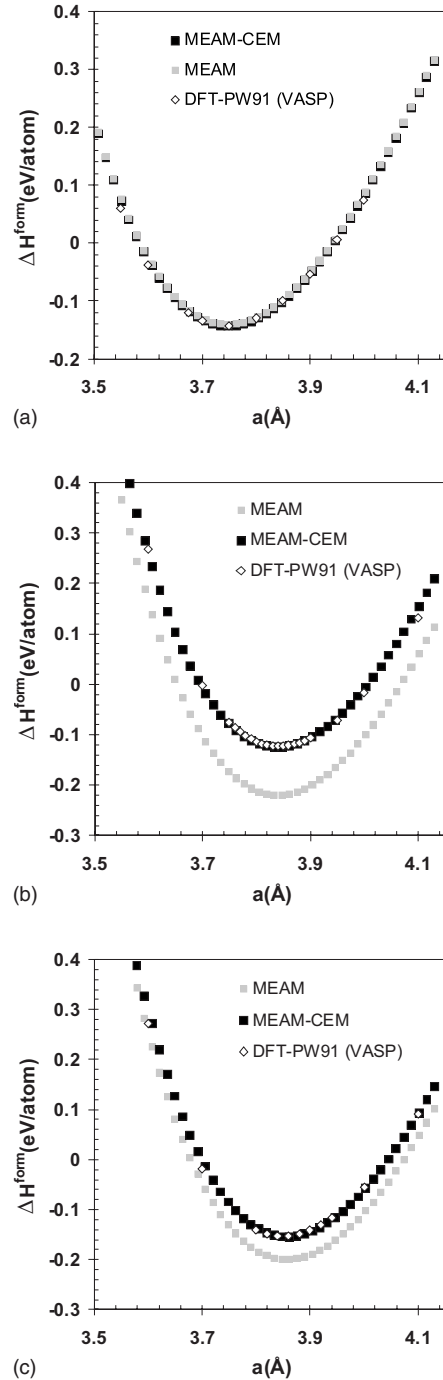 0.4
MEAM-CEM
0.3
MEAM
DFT-PW91 (VASP)
0.2
0.1
0
-0.1
-0.2
ΔH^form(eV/atom)
3.5 3.7 3.9 4.1
(a)
a(Å)
0.4
MEAM
0.3
MEAM-CEM
DFT-PW91 (VASP)
0.2
0.1
0
-0.1
-0.2
-0.3
ΔH^form(eV/atom)
3.5 3.7 3.9 4.1
(b)
a(Å)
0.4
MEAM
0.3
MEAM-CEM
DFT-PW91 (VASP)
0.2
0.1
0
-0.1
-0.2
-0.3
ΔH^form(eV/atom)
3.5 3.7 3.9 4.1
(c)
a(Å)